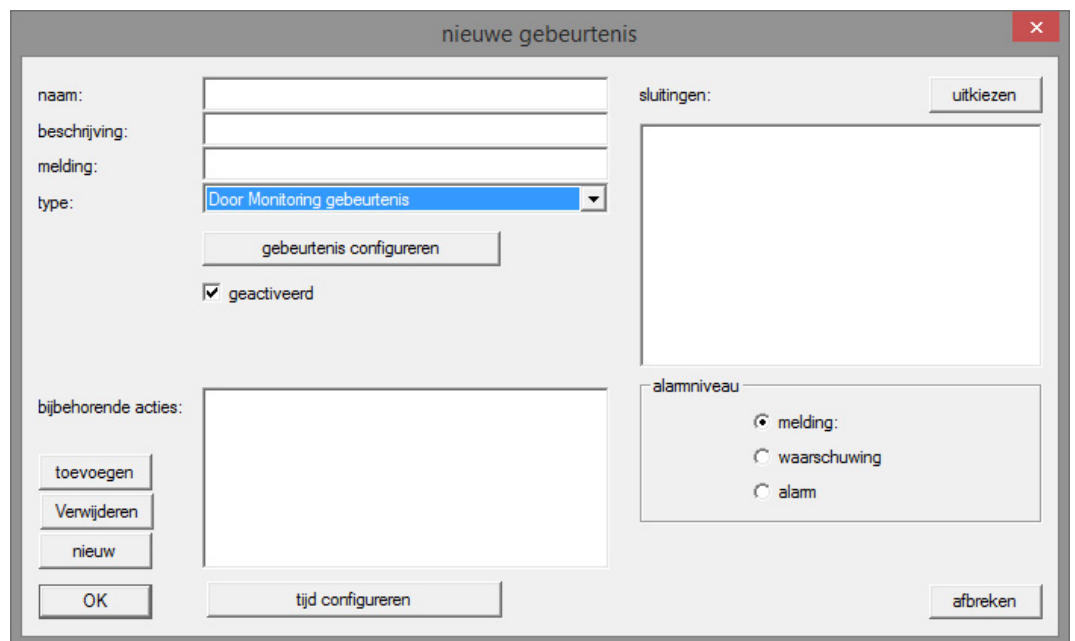 nieuwe gebeurtenis
naam:
beschrijving:
melding:
type:
Door Monitoring gebeurtenis
gebeurtenis configureren
geactiveerd
sluitingen:
uitkiezen
bijbehorende acties:
toevoegen
Verwijderen
nieuw
OK
tijd configureren
alarmniveau
melding:
waarschuwing
alarm
afbreken